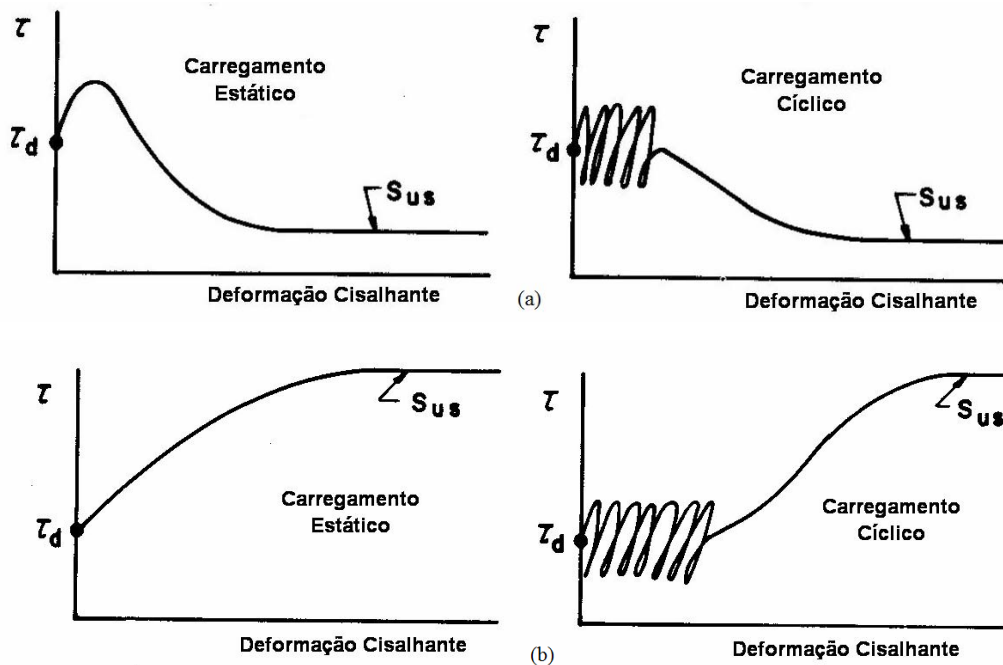 τ
Carregamento
Estático
τd
Sus
Deformação Cisalhante
τ
Carregamento
Cíclico
τd
Sus
Deformação Cisalhante
(a)
τ
Sus
Carregamento
Estático
τd
Deformação Cisalhante
τ
Sus
Carregamento
Cíclico
τd
Deformação Cisalhante
(b)